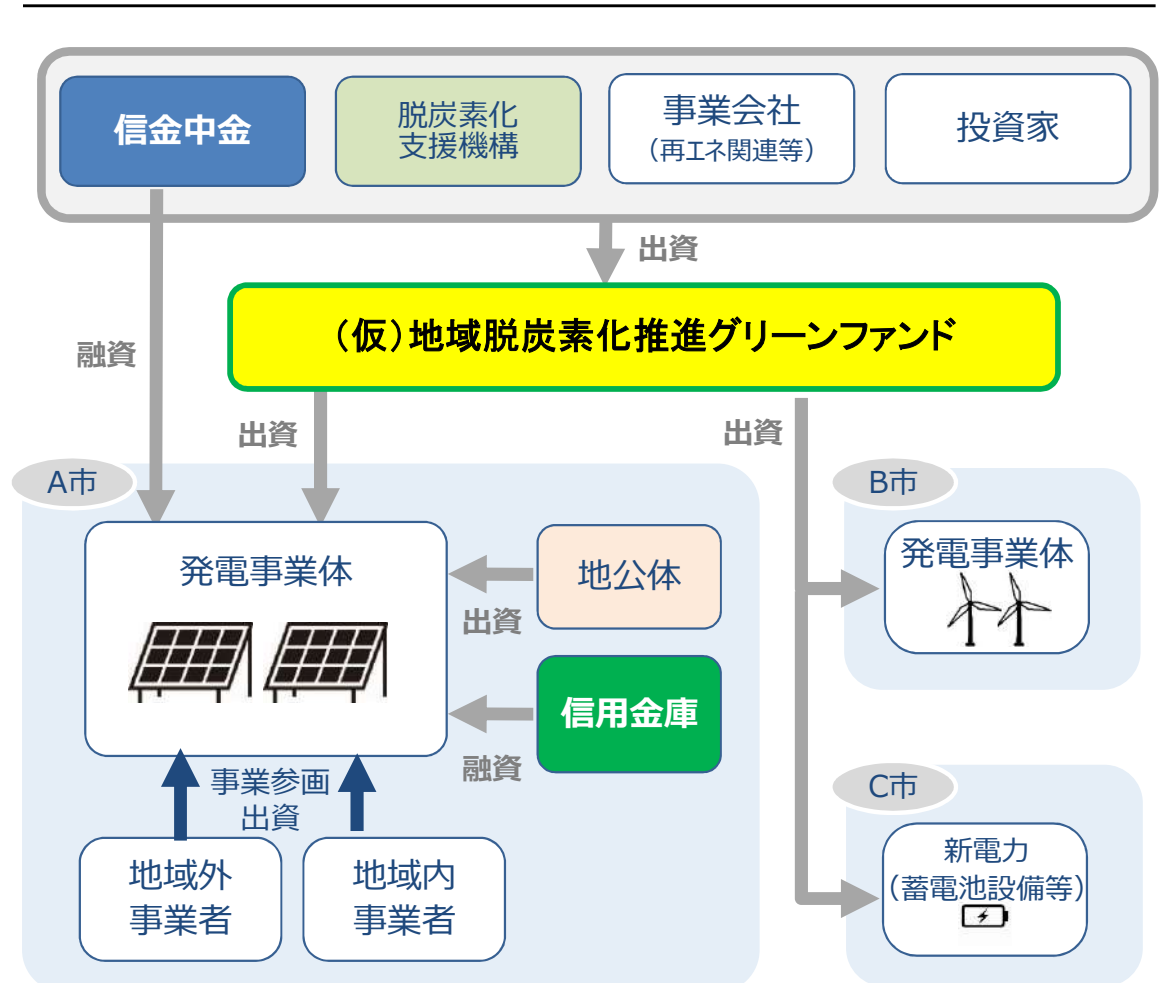 信金中金
脱炭素化
支援機構
事業会社
（再エネ関連等）
投資家
出資
（仮）地域脱炭素化推進グリーンファンド
融資
出資
出資
A市
発電事業体
地公体
出資
信用金庫
融資
事業参画
出資
地域外
事業者
地域内
事業者
B市
発電事業体
C市
新電力
（蓄電池設備等）